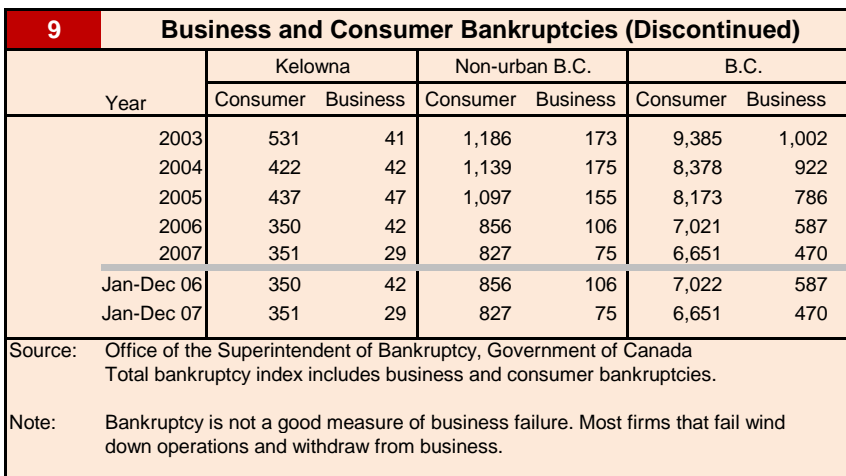 9 Business and Consumer Bankruptcies (Discontinued)
Kelowna Non-urban B.C. B.C.
Year Consumer Business Consumer Business Consumer Business
2003 531 41 1,186 173 9,385 1,002
2004 422 42 1,139 175 8,378 922
2005 437 47 1,097 155 8,173 786
2006 350 42 856 106 7,021 587
2007 351 29 827 75 6,651 470
Jan-Dec 06 350 42 856 106 7,022 587
Jan-Dec 07 351 29 827 75 6,651 470
Source: Office of the Superintendent of Bankruptcy, Government of Canada
Total bankruptcy index includes business and consumer bankruptcies.
Note: Bankruptcy is not a good measure of business failure. Most firms that fail wind
down operations and withdraw from business.